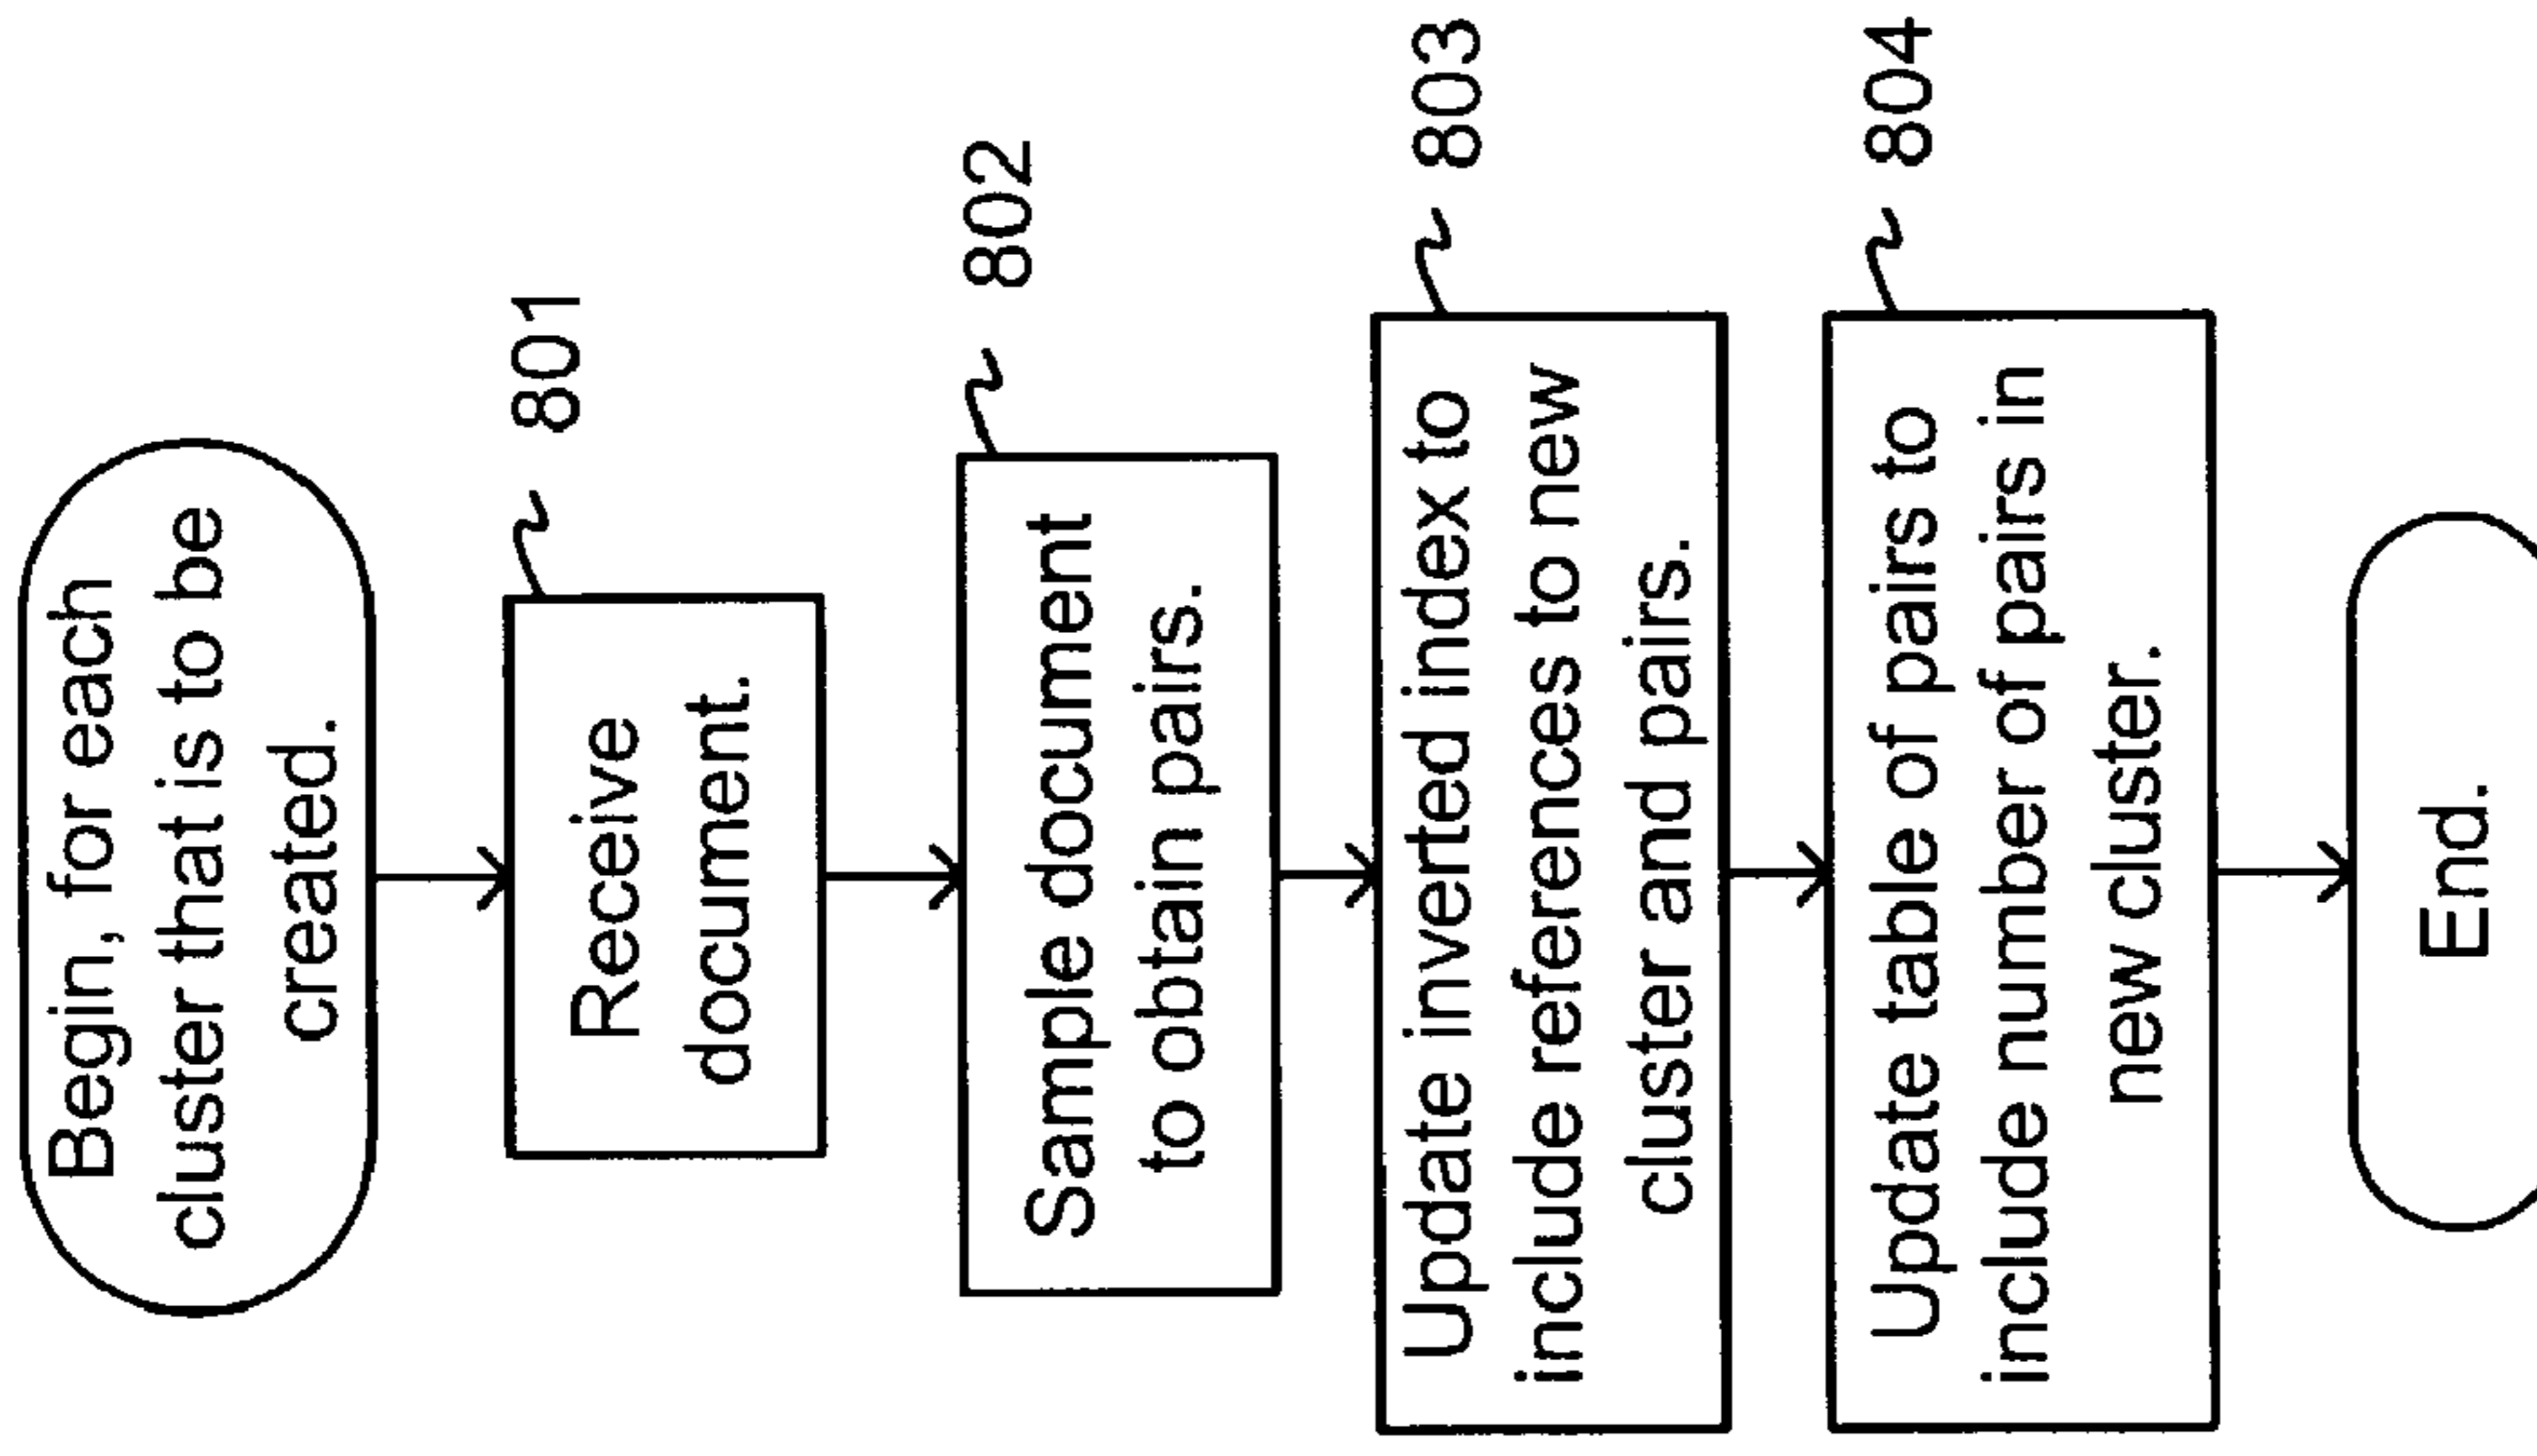 Begin, for each
cluster that is to be
created.
801
Receive
document.
802
Sample document
to obtain pairs.
803
Update inverted index to
include references to new
cluster and pairs.
804
Update table of pairs to
include number of pairs in
new cluster.
End.